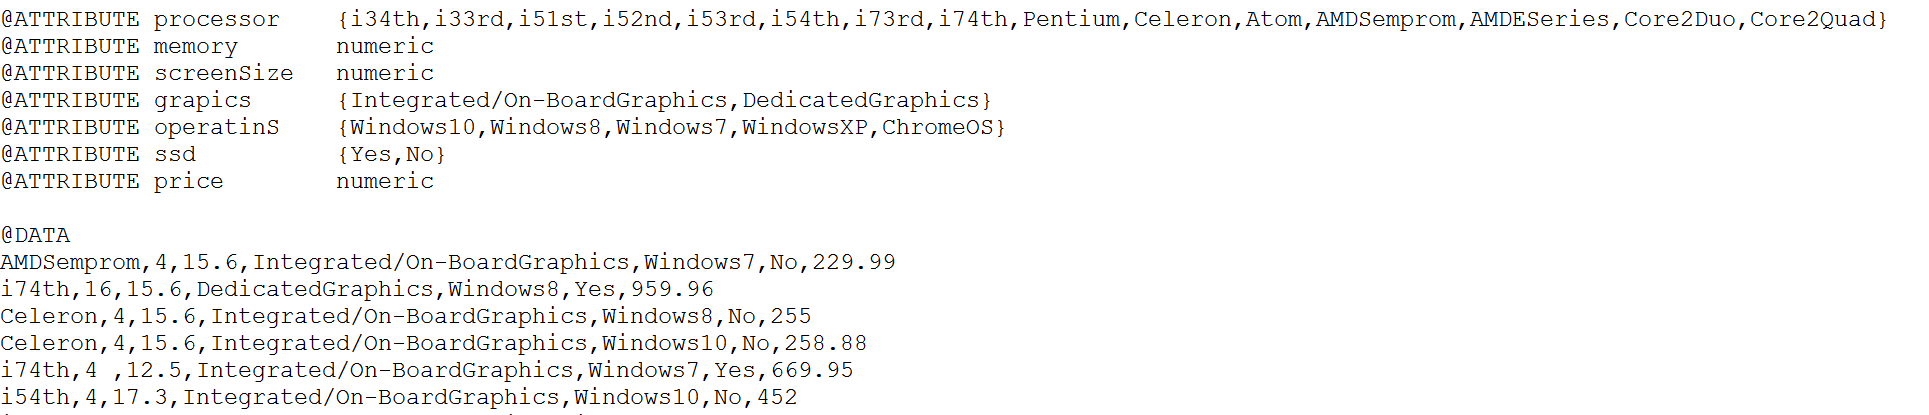 @ATTRIBUTE processor {i34th,i33rd,i51st,i52nd,i53rd,i54th,i73rd,i74th,Pentium,Celeron,Atom,AMDSemprom,AMDESeries,Core2Duo,Core2Quad}
@ATTRIBUTE memory numeric
@ATTRIBUTE screenSize numeric
@ATTRIBUTE grapics {Integrated/On-BoardGraphics,DedicatedGraphics}
@ATTRIBUTE operatinS {Windows10,Windows8,Windows7,WindowsXP,ChromeOS}
@ATTRIBUTE ssd {Yes,No}
@ATTRIBUTE price numeric
@DATA
AMDSemprom,4,15.6,Integrated/On-BoardGraphics,Windows7,No,229.99
i74th,16,15.6,DedicatedGraphics,Windows8,Yes,959.96
Celeron,4,15.6,Integrated/On-BoardGraphics,Windows8,No,255
Celeron,4,15.6,Integrated/On-BoardGraphics,Windows10,No,258.88
i74th,4 ,12.5,Integrated/On-BoardGraphics,Windows7,Yes,669.95
i54th,4,17.3,Integrated/On-BoardGraphics,Windows10,No,452